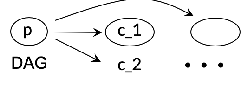 p c_1
DAG c_2 • • •